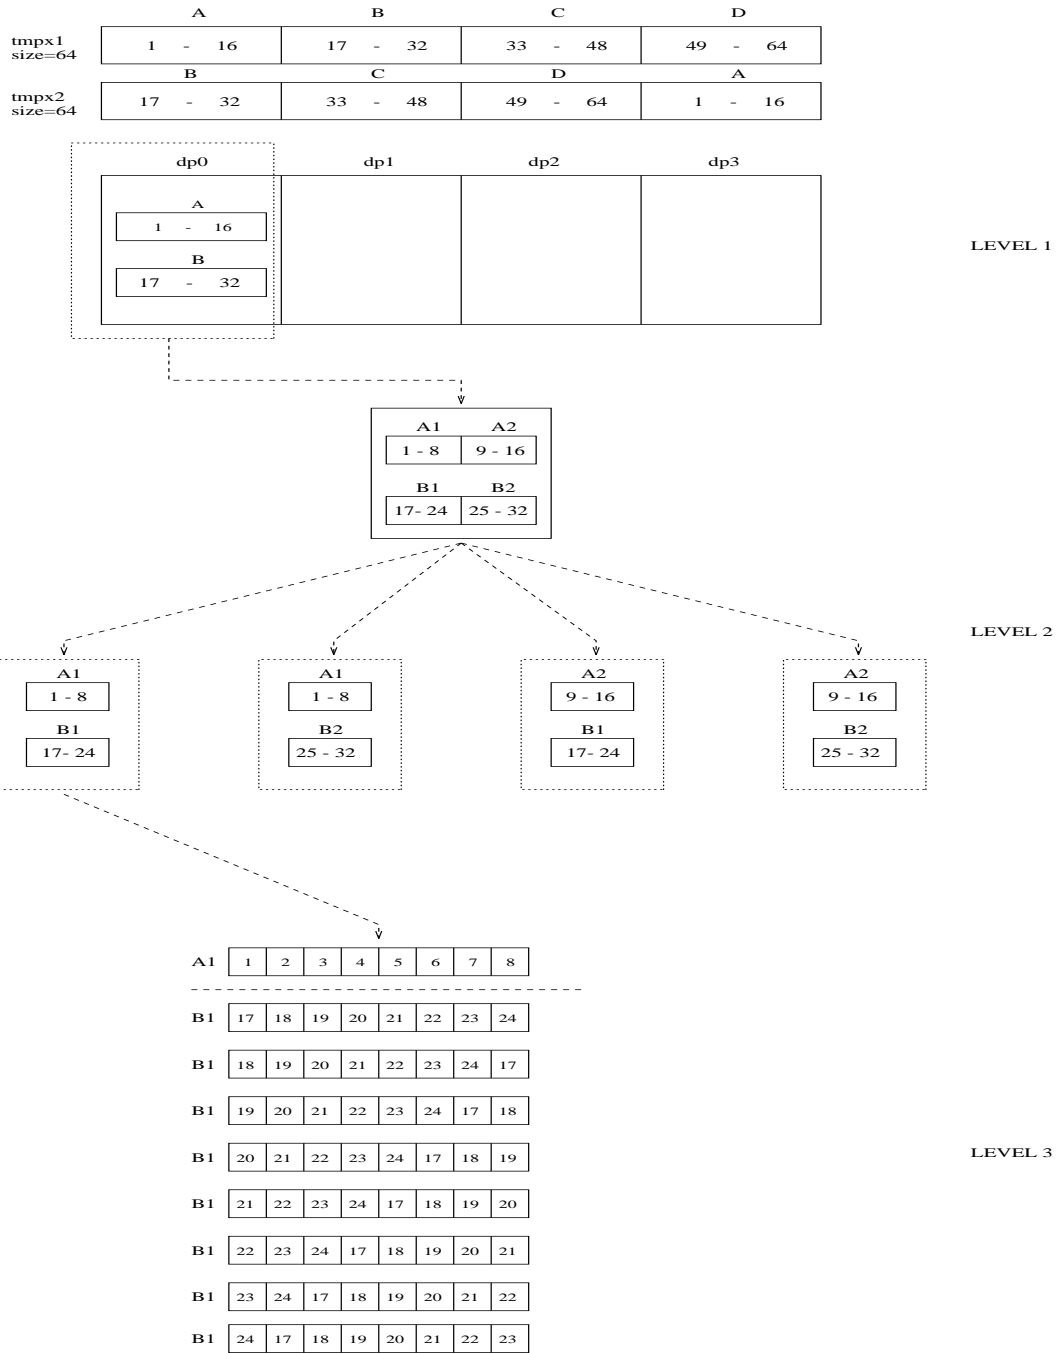 A B C D
tmpx1
size=64
1 - 16 17 - 32 33 - 48 49 - 64
B C D A
tmpx2
size=64
17 - 32 33 - 48 49 - 64 1 - 16
dp0 dp1 dp2 dp3
A
1 - 16
LEVEL 1
B
17 - 32
A1 A2
1 - 8 9 - 16
B1 B2
17- 24 25 - 32
LEVEL 2
A1 A1 A2 A2
1 - 8 1 - 8 9 - 16 9 - 16
B1 B2 B1 B2
17- 24 25 - 32 17- 24 25 - 32
A1 1 2 3 4 5 6 7 8
B1 17 18 19 20 21 22 23 24
B1 18 19 20 21 22 23 24 17
B1 19 20 21 22 23 24 17 18
B1 20 21 22 23 24 17 18 19
LEVEL 3
B1 21 22 23 24 17 18 19 20
B1 22 23 24 17 18 19 20 21
B1 23 24 17 18 19 20 21 22
B1 24 17 18 19 20 21 22 23